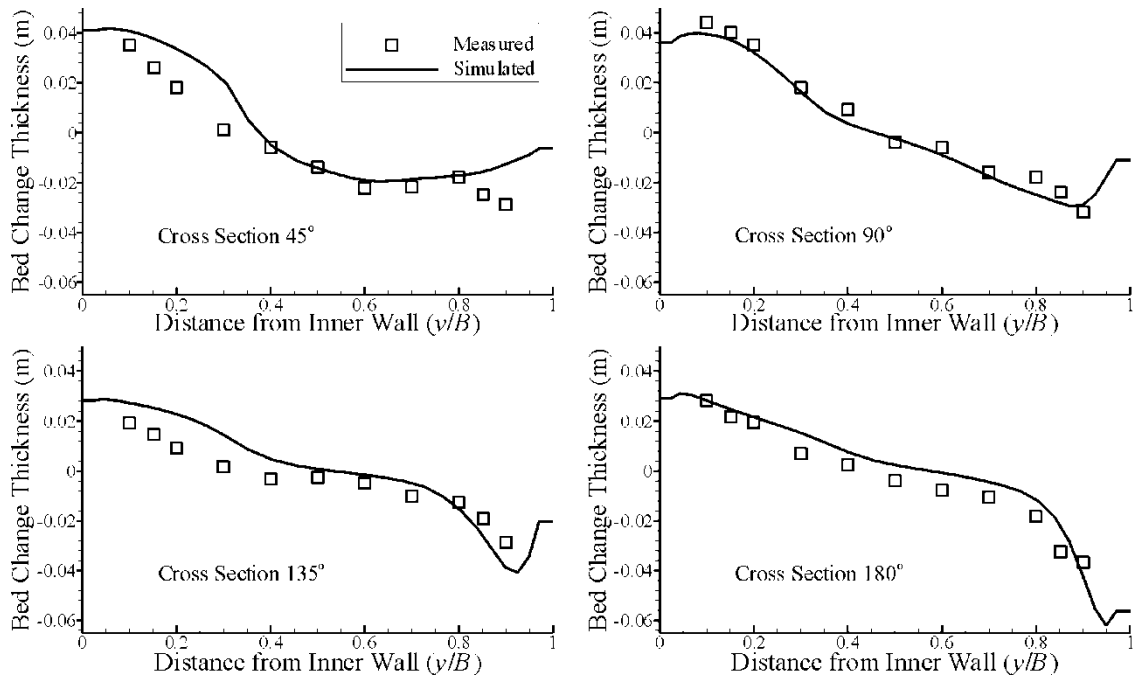 Bed Change Thickness (m)
0.04
0.02
0
-0.02
-0.04
-0.06
Measured
Simulated
Cross Section 45°
0 0.2 0.4 0.6 0.8 1
Distance from Inner Wall (y/B)
Bed Change Thickness (m)
0.04
0.02
0
-0.02
-0.04
-0.06
Cross Section 90°
0 0.2 0.4 0.6 0.8 1
Distance from Inner Wall (y/B)
Bed Change Thickness (m)
0.04
0.02
0
-0.02
-0.04
-0.06
Cross Section 135°
0 0.2 0.4 0.6 0.8 1
Distance from Inner Wall (y/B)
Bed Change Thickness (m)
0.04
0.02
0
-0.02
-0.04
-0.06
Cross Section 180°
0 0.2 0.4 0.6 0.8 1
Distance from Inner Wall (y/B)